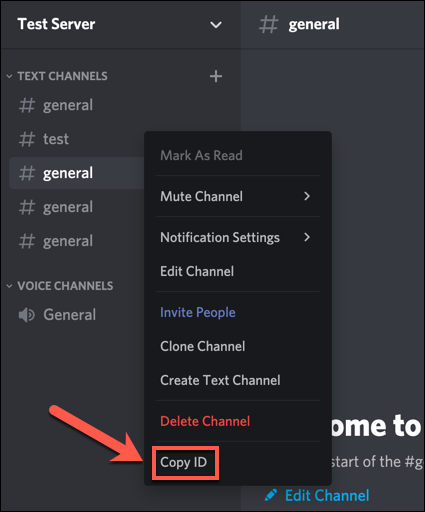 Test Server
# general
TEXT CHANNELS +
# general
# test
# general
# general
# general
VOICE CHANNELS
General
Mark As Read
Mute Channel
Notification Settings
Edit Channel
Invite People
Clone Channel
Create Text Channel
Delete Channel
Copy ID
ome to
start of the #g
Edit Channel